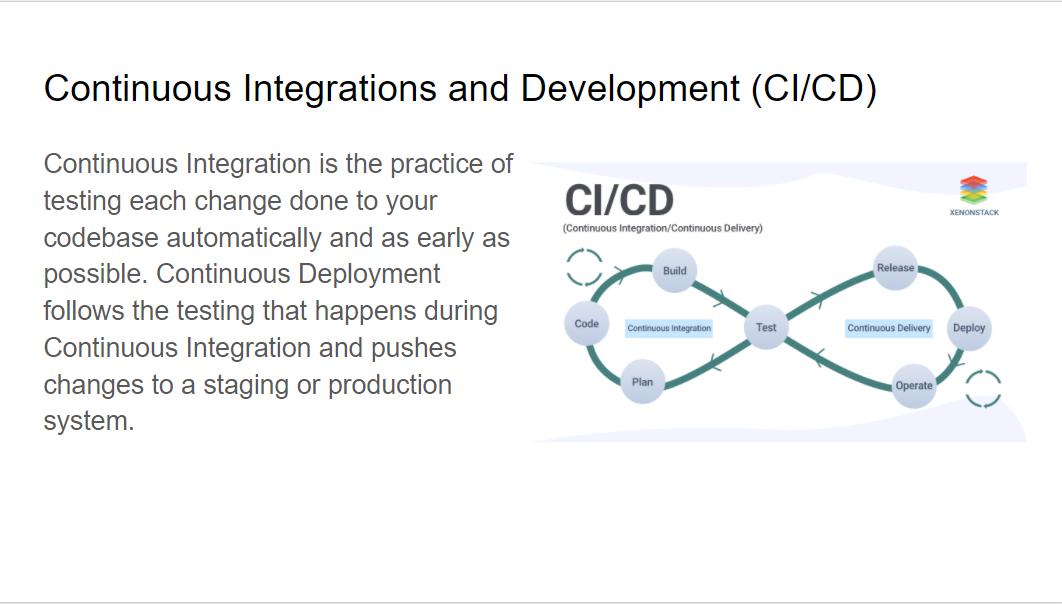 Continuous Integrations and Development (CI/CD)
Continuous Integration is the practice of
testing each change done to your
codebase automatically and as early as
possible. Continuous Deployment
follows the testing that happens during
Continuous Integration and pushes
changes to a staging or production
system.
CI/CD
(Continuous Integration/Continuous Delivery)
XENONSTACK
Build
Code
Continuous Integration
Plan
Test
Release
Continuous Delivery
Deploy
Operate